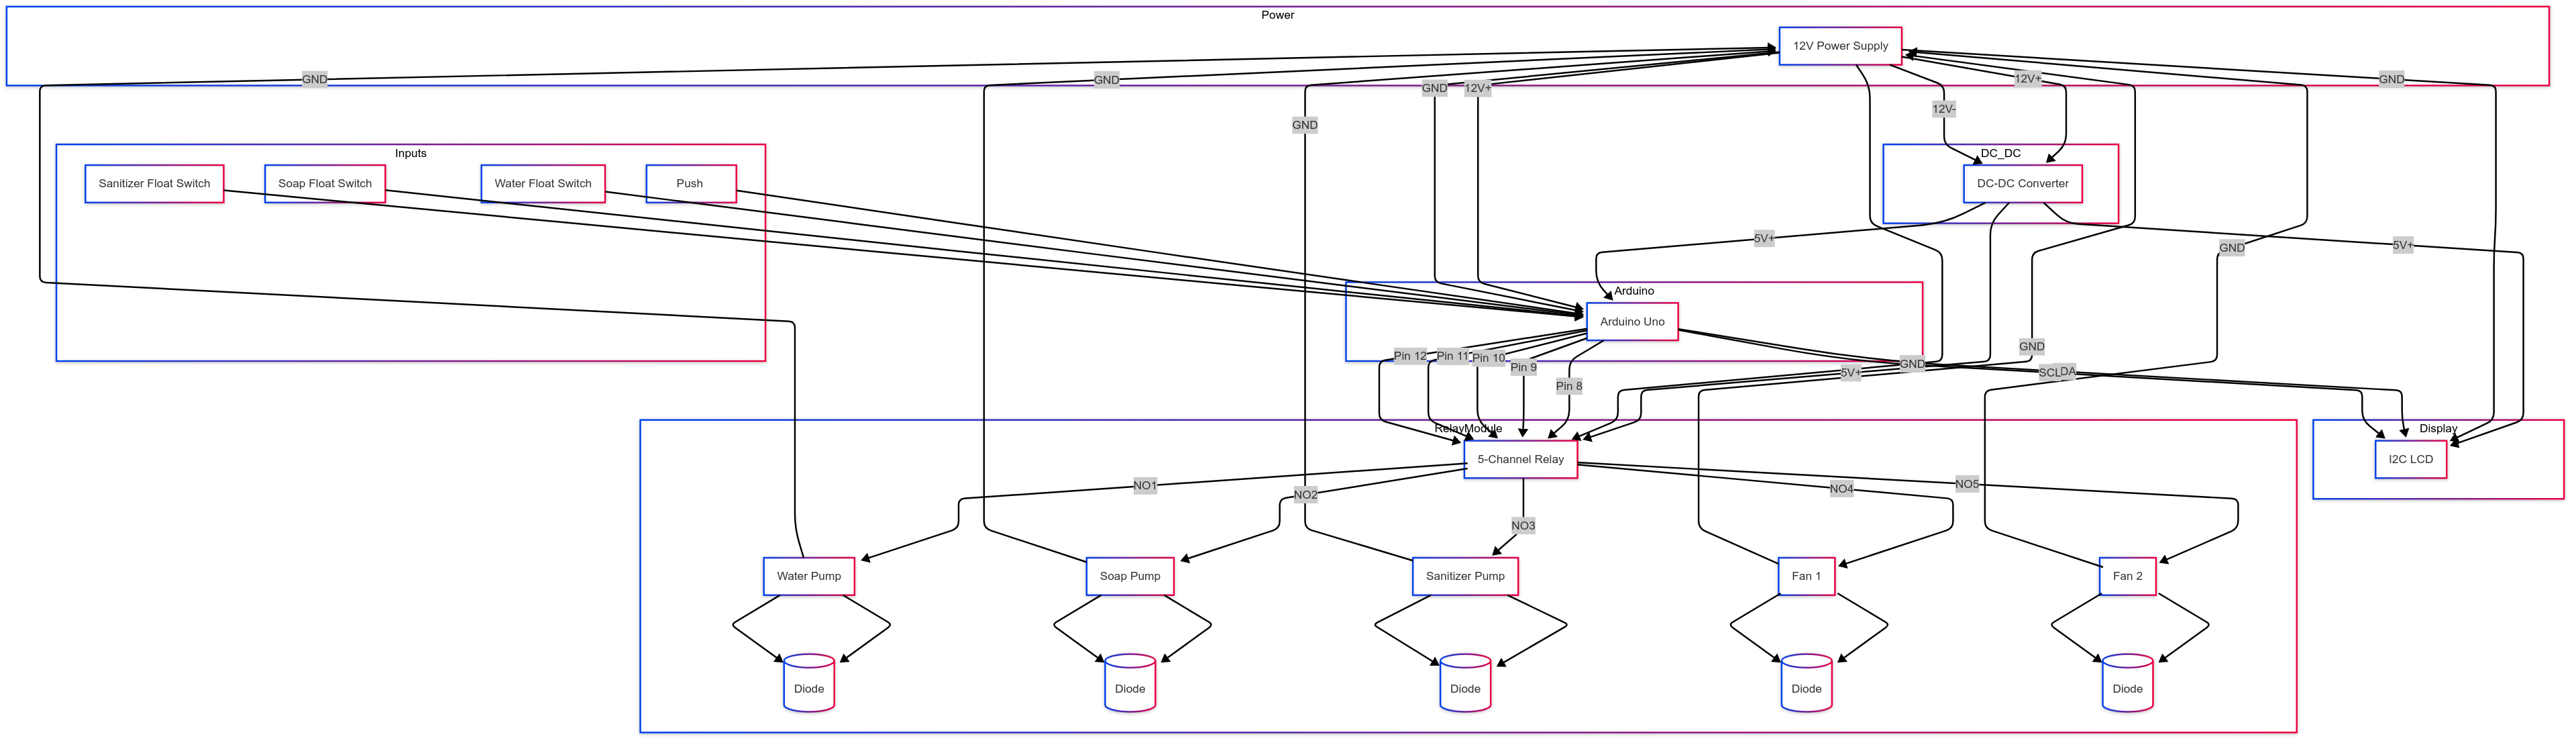 Power
12V Power Supply
GND
GND
12V+
GND
GND
12V+
12V-
GND
Inputs
DC_DC
Sanitizer Float Switch
Soap Float Switch
Water Float Switch
Push
DC-DC Converter
5V+
5V+
GND
Arduino
Arduino Uno
GND
Pin 12
Pin 11
Pin 10
Pin 9
Pin 8
GND
5V+
SCL
DA
RelayModule
Display
5-Channel Relay
I2C LCD
NO1
NO2
NO3
NO4
NO5
Water Pump
Soap Pump
Sanitizer Pump
Fan 1
Fan 2
Diode
Diode
Diode
Diode
Diode